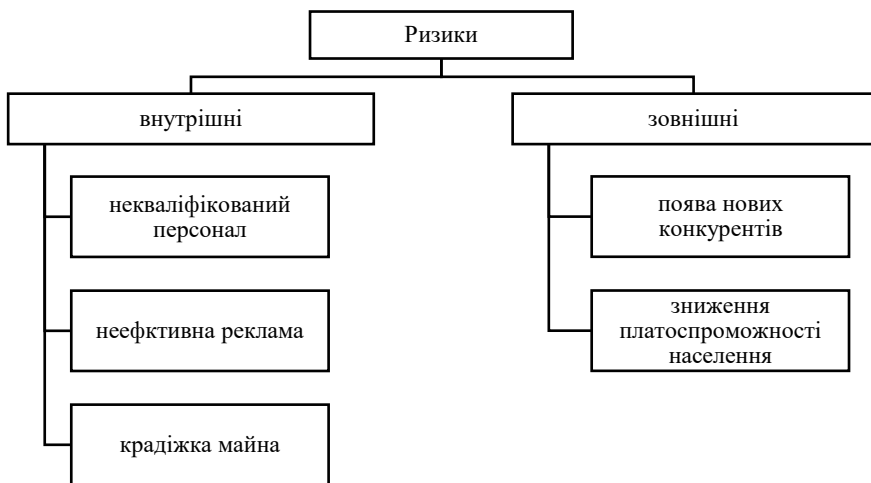 Ризики
внутрішні
некваліфікований
персонал
неефктивна реклама
крадіжка майна
зовнішні
поява нових
конкурентів
зниження
платоспроможності
населення